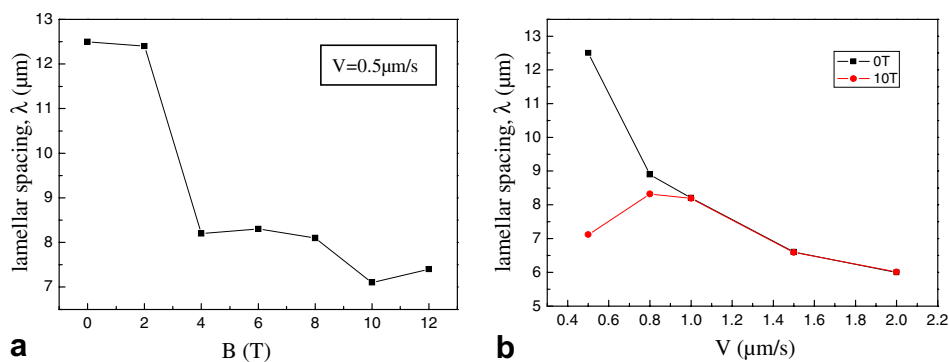 13
12
11
10
9
8
7
lamellar spacing, λ (μm)
V=0.5μm/s
0 2 4 6 8 10 12
B (T)
a
13
12
11
10
9
8
7
6
5
lamellar spacing, λ (μm)
0T
10T
0.4 0.6 0.8 1.0 1.2 1.4 1.6 1.8 2.0 2.2
V (μm/s)
b